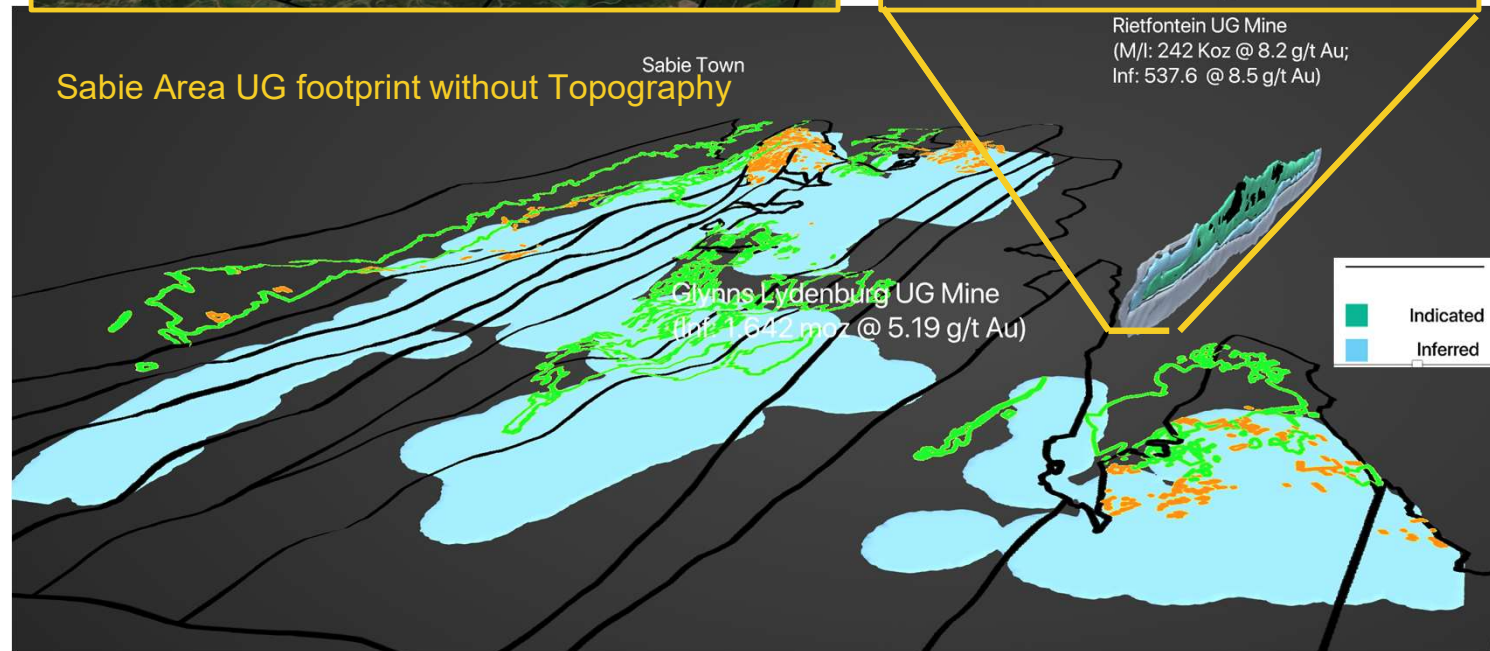 Rietfontein UG Mine
(M/I: 242 Koz @ 8.2 g/t Au;
Inf: 537.6 @ 8.5 g/t Au)
Sabie Town
Sabie Area UG footprint without Topography
Glynns Lydenburg UG Mine
(Inf: 1.642 moz @ 5.19 g/t Au)
Indicated
Inferred